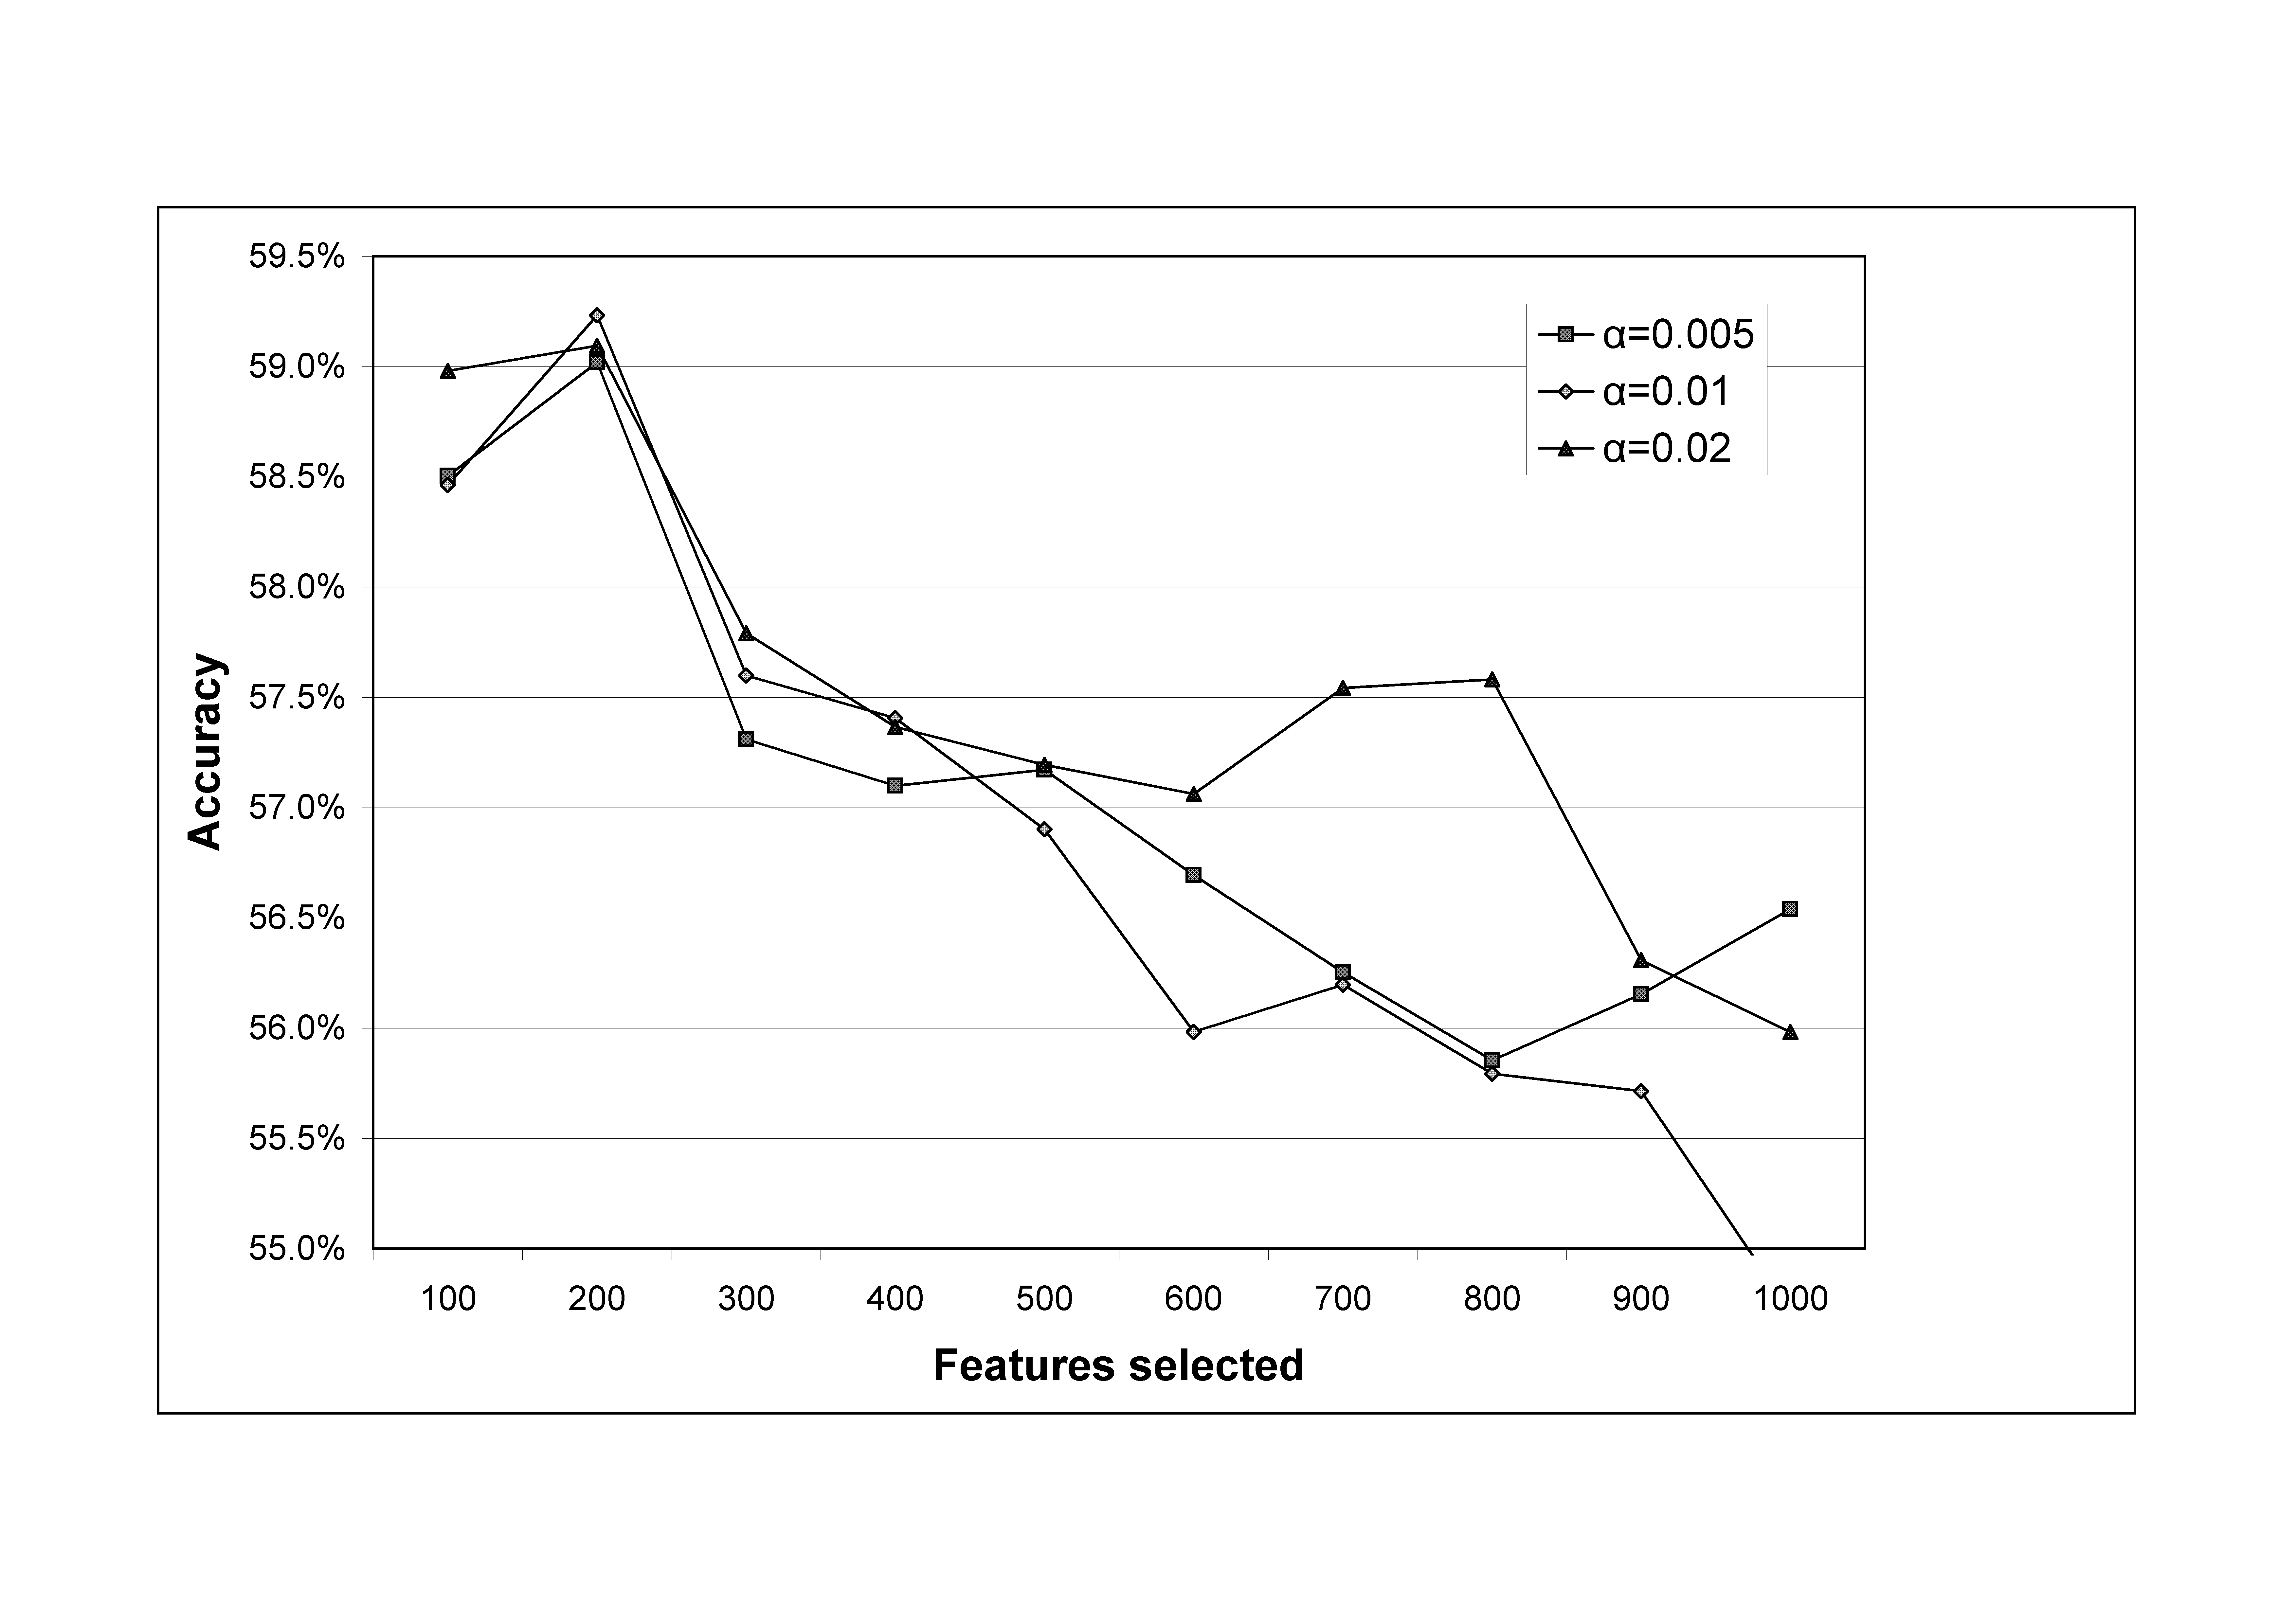 59.5%
59.0%
58.5%
58.0%
57.5%
57.0%
56.5%
56.0%
55.5%
55.0%
Accuracy
α=0.005
α=0.01
α=0.02
100 200 300 400 500 600 700 800 900 1000
Features selected